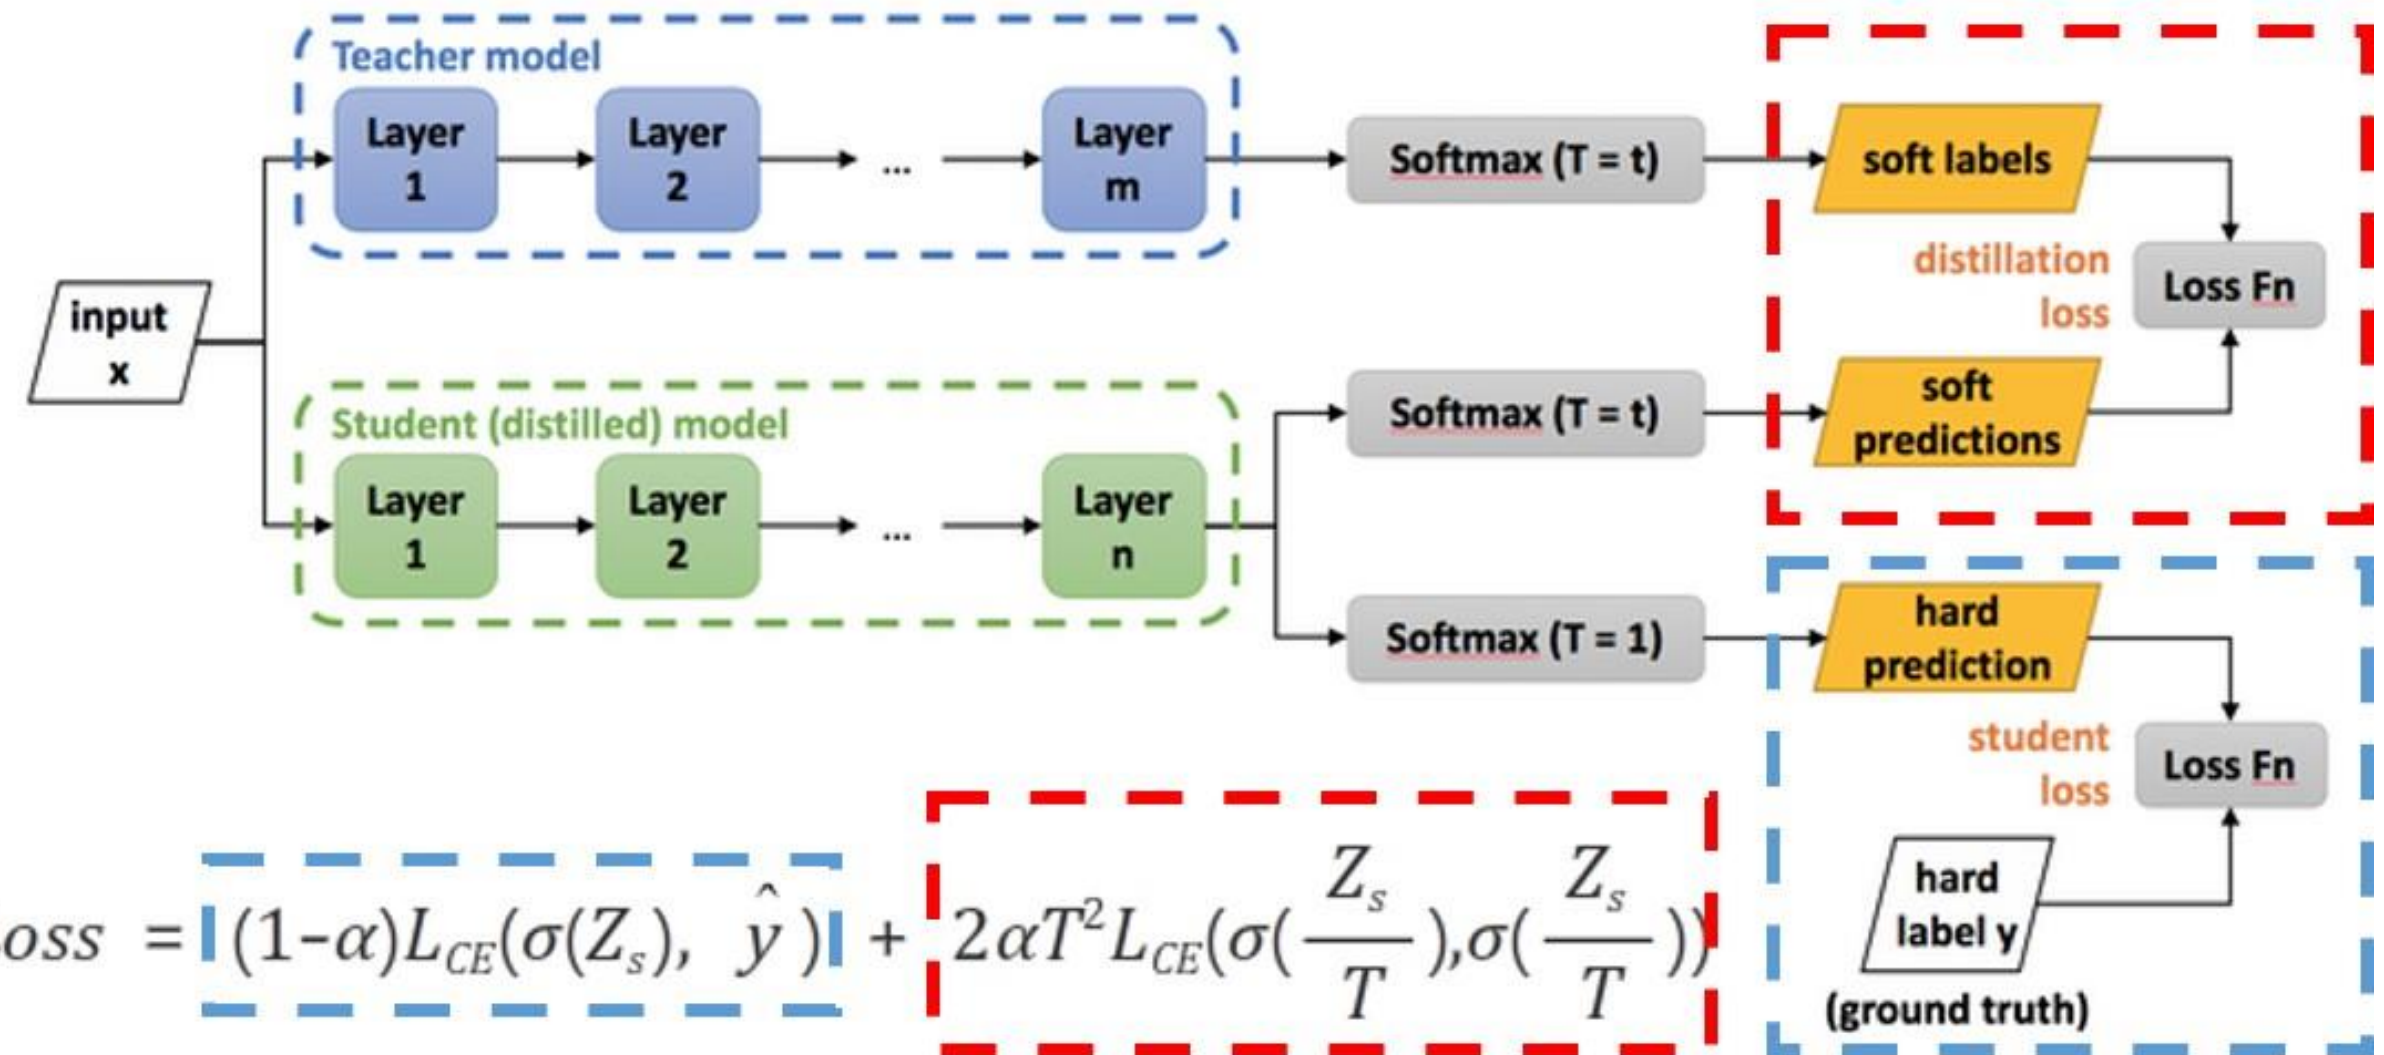 Teacher model
Layer
1
Layer
2
...
Layer
m
Softmax (T = t)
soft labels
distillation
loss
Loss Fn
input
x
Student (distilled) model
Layer
1
Layer
2
...
Layer
n
Softmax (T = t)
soft
predictions
Softmax (T = 1)
hard
prediction
student
loss
Loss Fn
hard
label y
(ground truth)
oss = (1-α)L_CE(σ(Z_s), ŷ) + 2αT²L_CE(σ(Z_s/T),σ(Z_s/T))